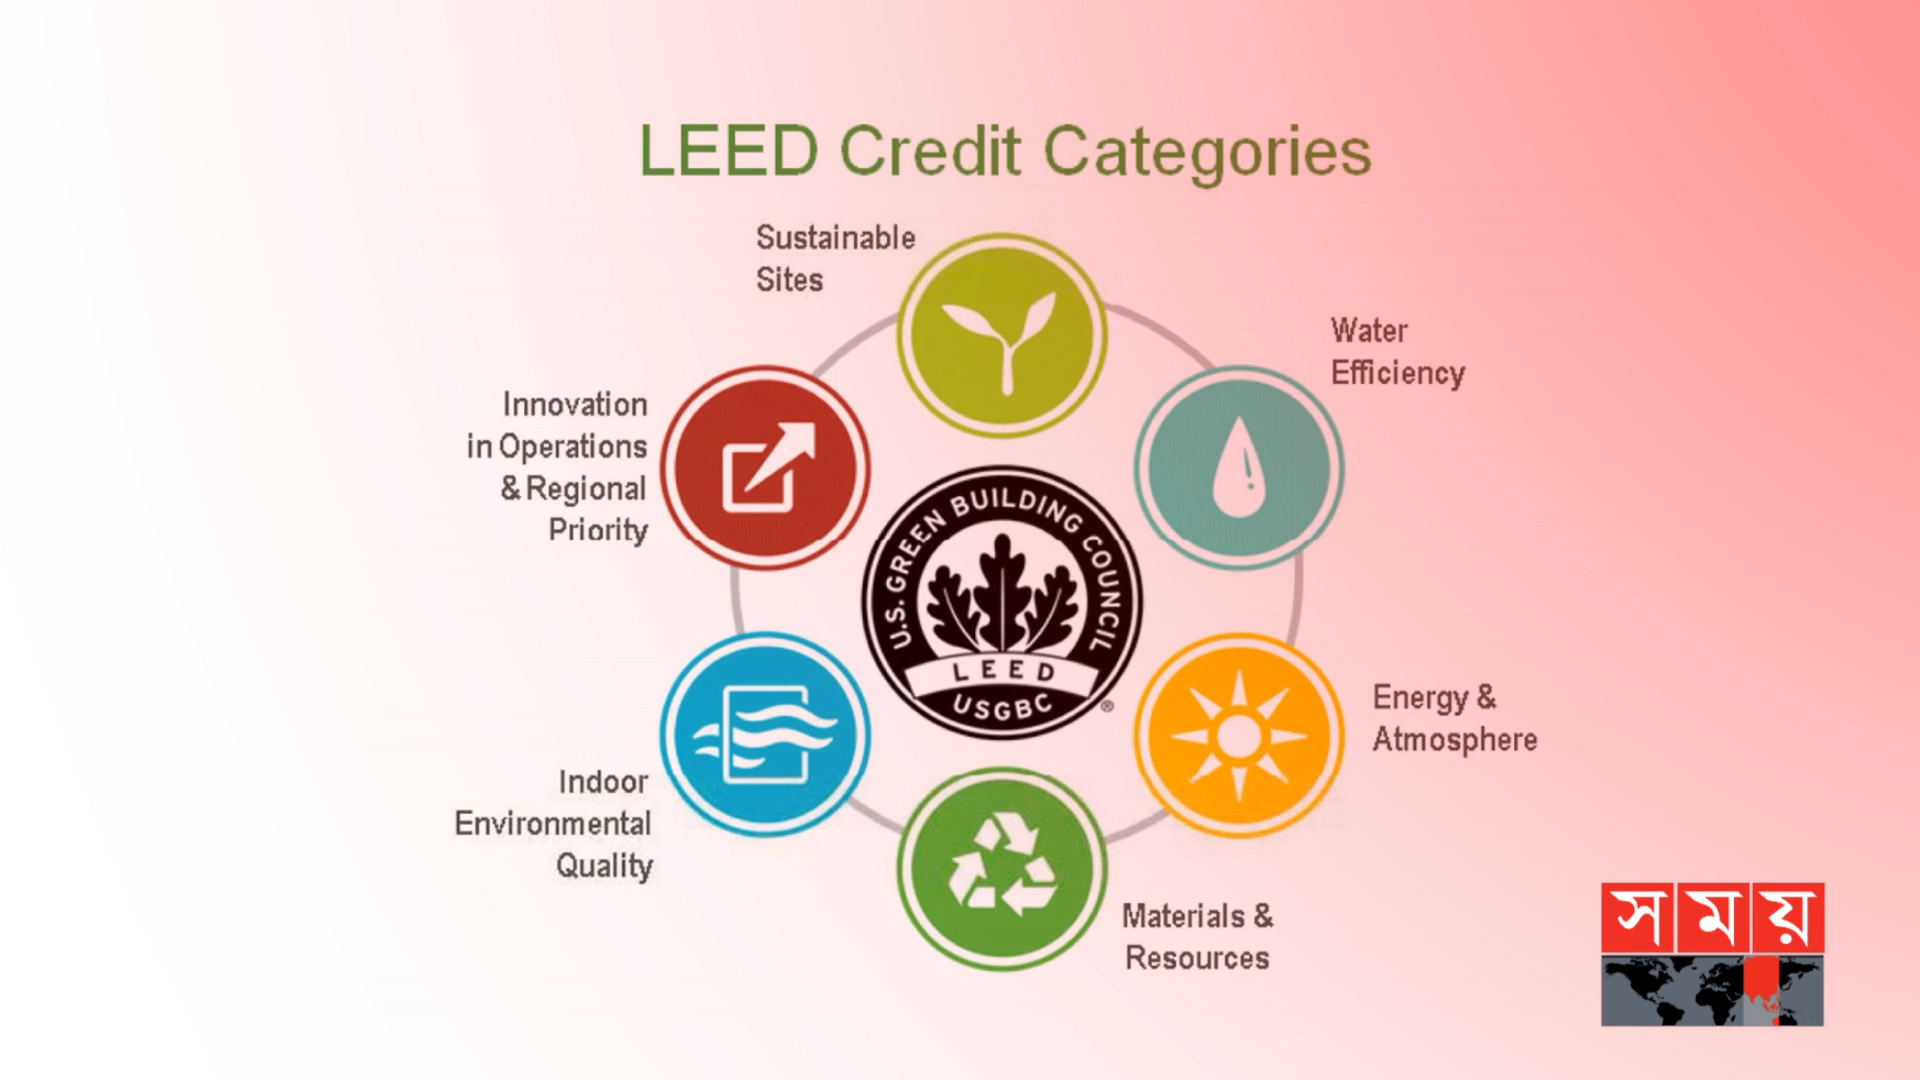 LEED Credit Categories
Sustainable
Sites
Water
Efficiency
Innovation
in Operations
& Regional
Priority
U.S. GREEN BUILDING COUNCIL
LEED
USGBC
®
Energy &
Atmosphere
Indoor
Environmental
Quality
Materials &
Resources
সময়